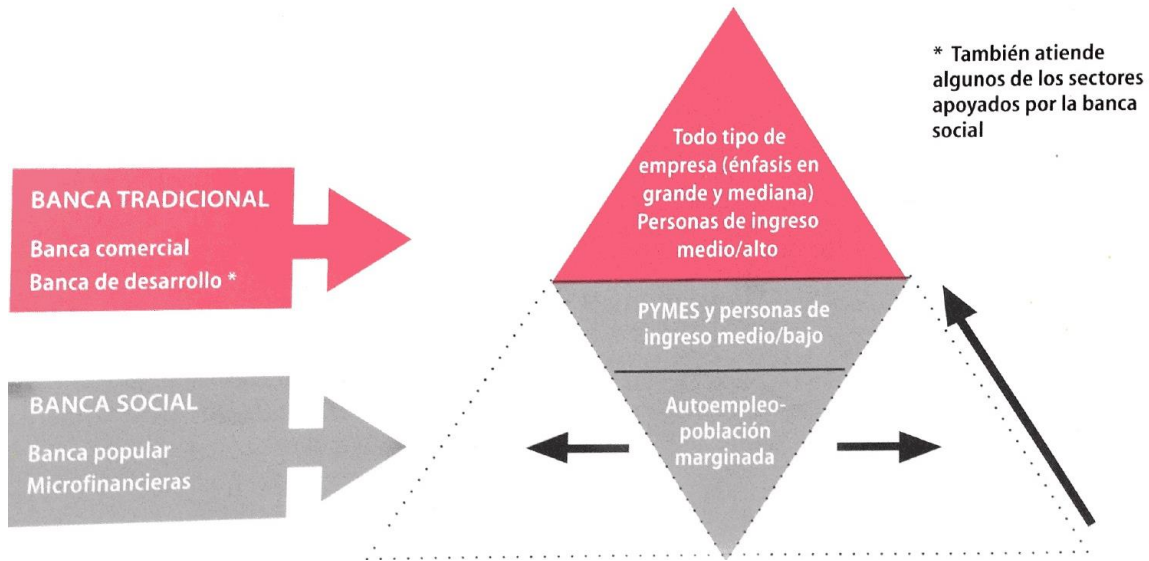 * También atiende
algunos de los sectores
apoyados por la banca
social
BANCA TRADICIONAL
Banca comercial
Banca de desarrollo *
Todo tipo de
empresa (énfasis en
grande y mediana)
Personas de ingreso
medio/alto
PYMES y personas de
ingreso medio/bajo
BANCA SOCIAL
Banca popular
Microfinancieras
Autoempleo-
población
marginada